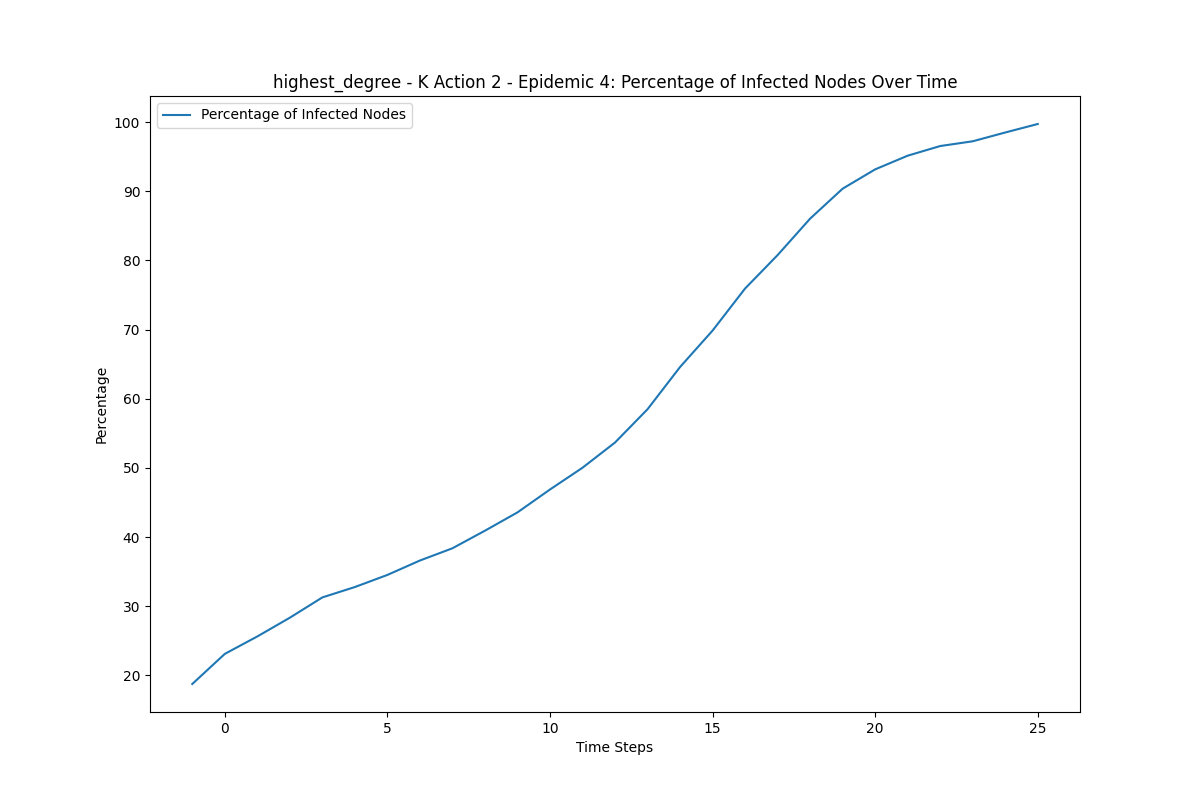 highest_degree - K Action 2 - Epidemic 4: Percentage of Infected Nodes Over Time
Percentage of Infected Nodes
100
90
80
70
60
50
40
30
20
Percentage
0 5 10 15 20 25
Time Steps